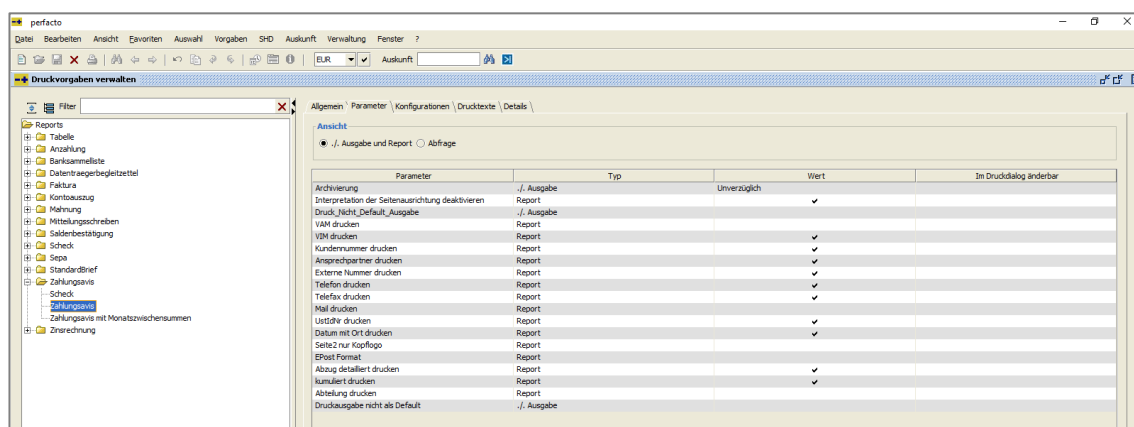 perfacto
Datei Bearbeiten Ansicht Favoriten Auswahl Vorgaben SHD Auskunft Verwaltung Fenster ?
EUR Auskunft
Druckvorgaben verwalten
Filter
Reports
Tabelle
Anzahlung
Banksammelliste
Datentraegerbegleitzettel
Faktura
Kontoauszug
Mahnung
Mitteilungsschreiben
Saldenbestätigung
Scheck
Sepa
StandardBrief
Zahlungsavis
Scheck
Zahlungsavis
Zahlungsavis mit Monatszwischensummen
Zinsrechnung
Allgemein Parameter Konfigurationen Drucktexte Details
Ansicht
./. Ausgabe und Report Abfrage
Parameter Typ Wert Im Druckdialog änderbar
Archivierung ./. Ausgabe Unverzüglich
Interpretation der Seitenausrichtung deaktivieren Report ✓
Druck_Nicht_Default_Ausgabe ./. Ausgabe
VAM drucken Report
VIM drucken Report ✓
Kundennummer drucken Report ✓
Ansprechpartner drucken Report ✓
Externe Nummer drucken Report ✓
Telefon drucken Report ✓
Telefax drucken Report ✓
Mail drucken Report
UstIdNr drucken Report ✓
Datum mit Ort drucken Report ✓
Seite2 nur Kopflogo Report
EPost Format Report
Abzug detailliert drucken Report ✓
kumuliert drucken Report ✓
Abteilung drucken Report
Druckausgabe nicht als Default ./. Ausgabe